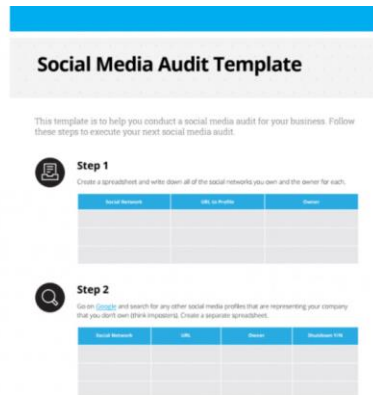 Social Media Audit Template
This template is to help you conduct a social media audit for your business. Follow
these steps to execute your next social media audit.
Step 1
Create a spreadsheet and write down all of the social networks you own and the owner for each.
Social Network URL to Profile Owner
Step 2
Go on Google and search for any other social media profiles that are representing your company
that you don't own (think imposters). Create a separate spreadsheet.
Social Network URL Owner Shutdown Y/N